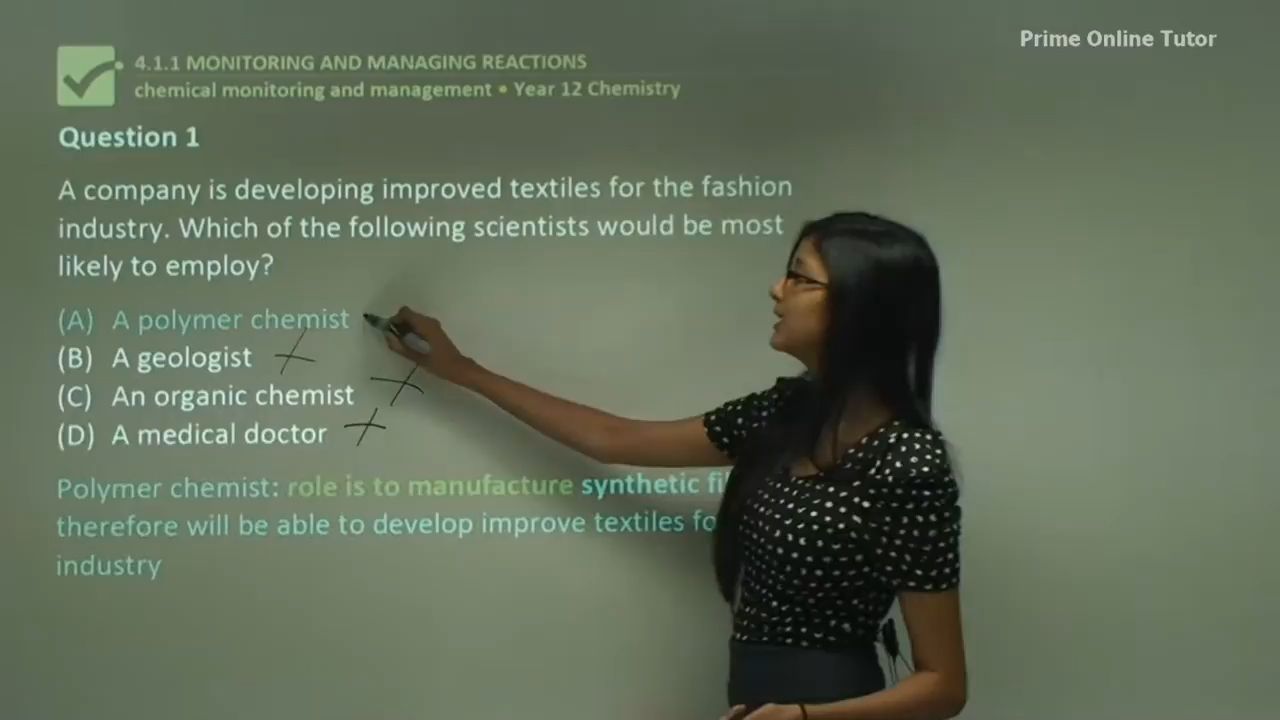 Prime Online Tutor
4.1.1 MONITORING AND MANAGING REACTIONS
chemical monitoring and management • Year 12 Chemistry
Question 1
A company is developing improved textiles for the fashion
industry. Which of the following scientists would be most
likely to employ?
(A) A polymer chemist
(B) A geologist
(C) An organic chemist
(D) A medical doctor
Polymer chemist: role is to manufacture synthetic
therefore will be able to develop improve textiles
industry